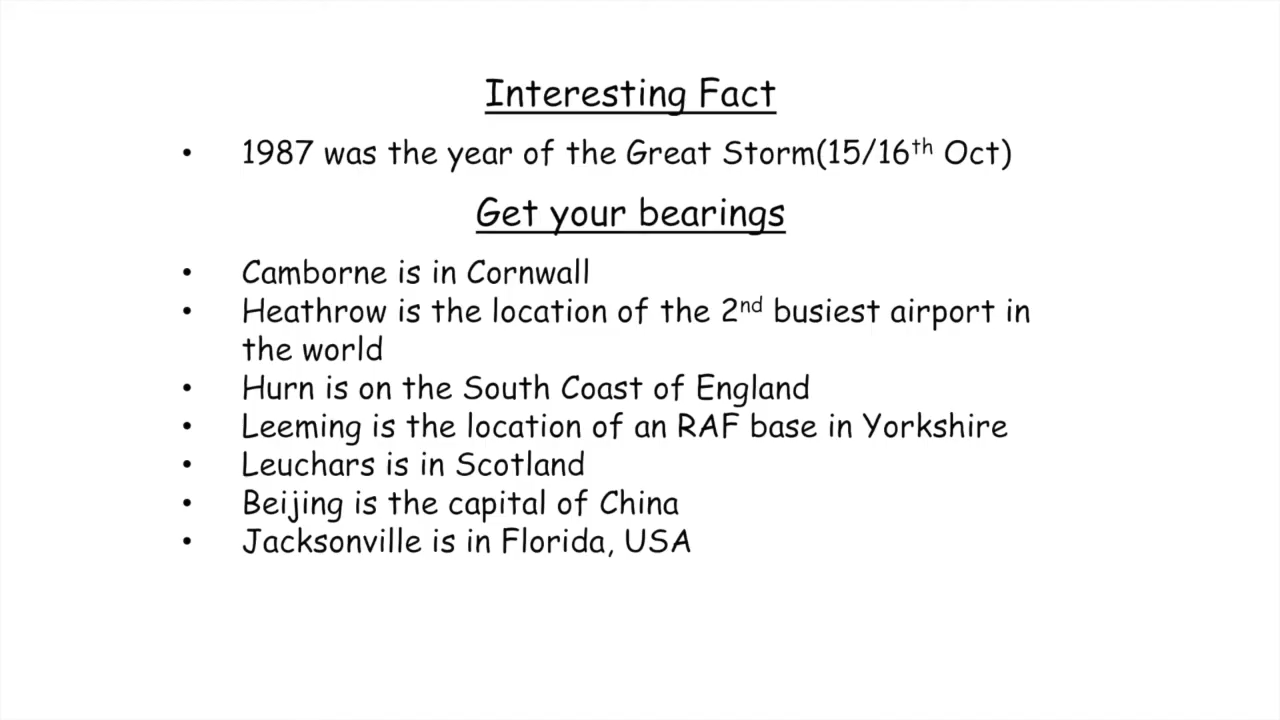 Interesting Fact
• 1987 was the year of the Great Storm(15/16th Oct)
Get your bearings
• Camborne is in Cornwall
• Heathrow is the location of the 2nd busiest airport in
the world
• Hurn is on the South Coast of England
• Leeming is the location of an RAF base in Yorkshire
• Leuchars is in Scotland
• Beijing is the capital of China
• Jacksonville is in Florida, USA